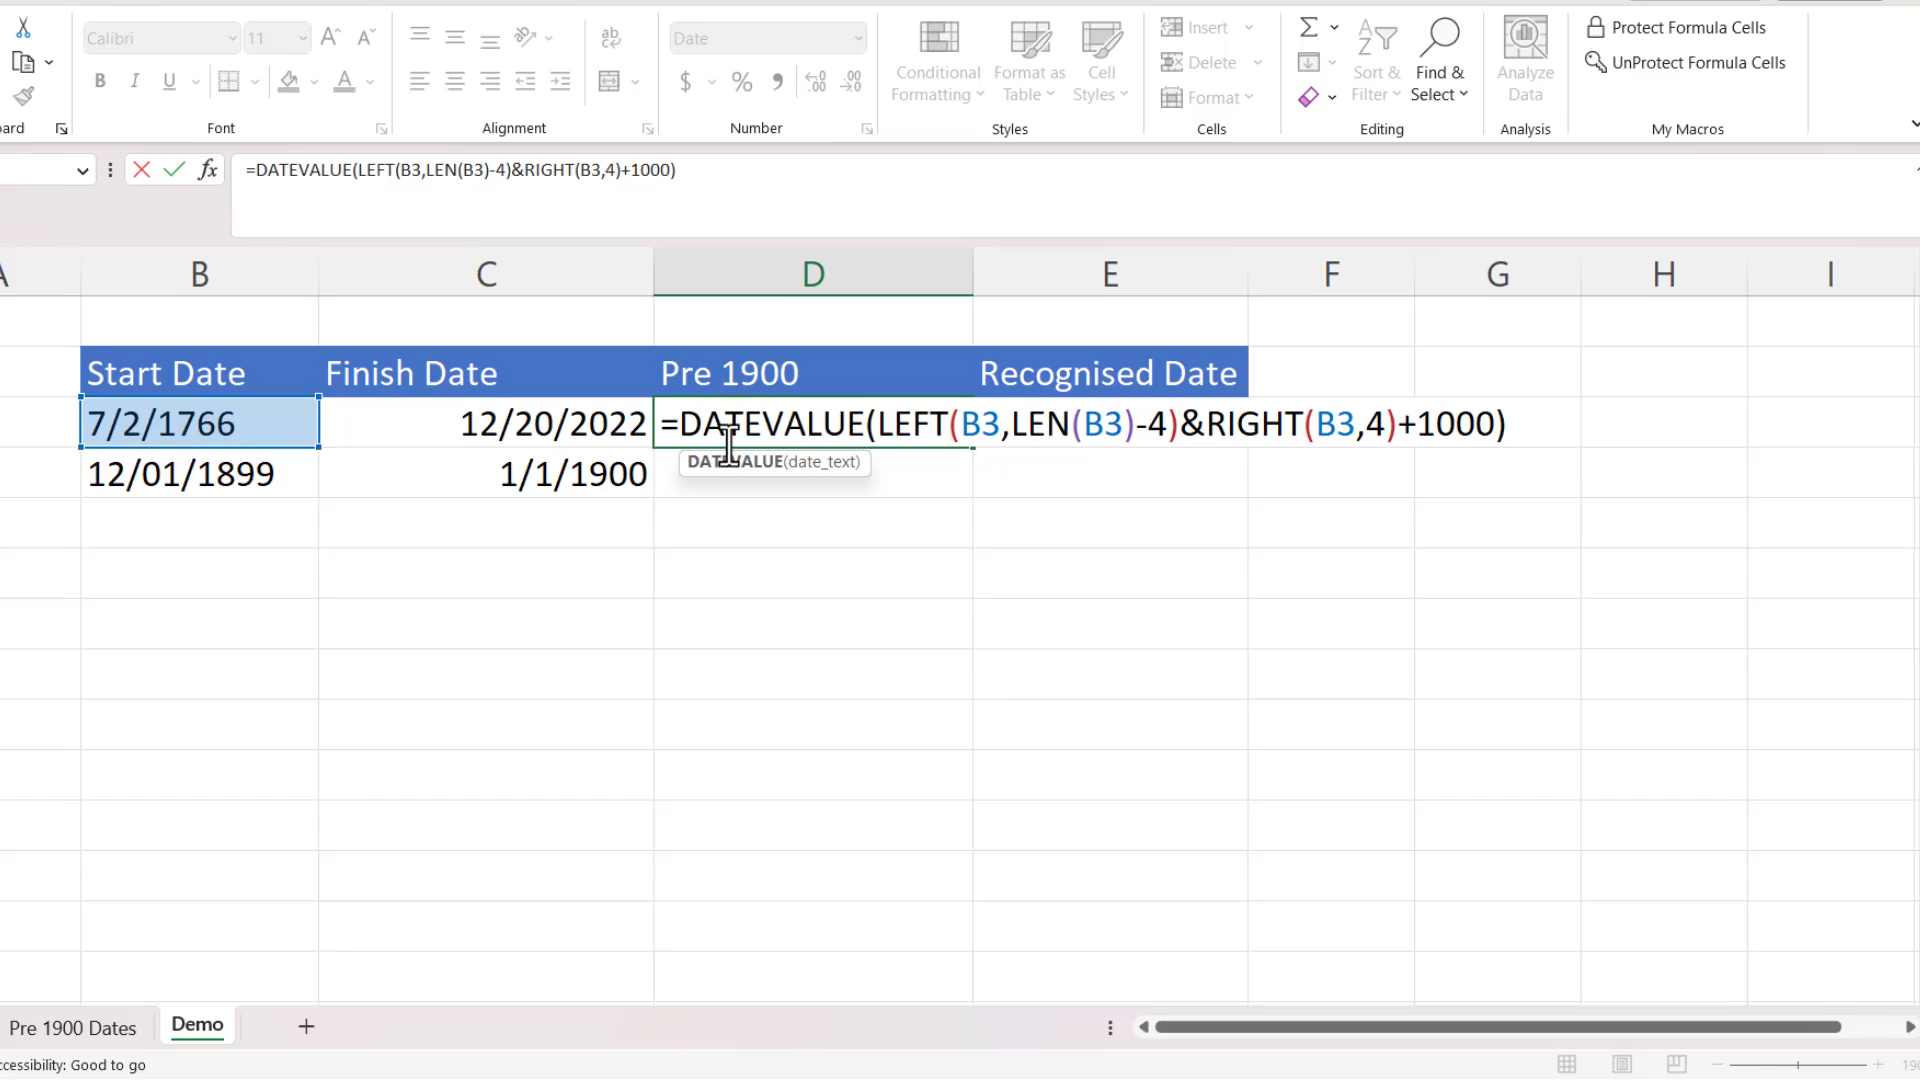 Calibri 11 A A ab Date Insert Protect Formula Cells
B I U A $ % Conditional Formatting Format as Table Cell Styles Delete Sort & Filter Find & Select Analyze Data UnProtect Formula Cells
Format
Font Alignment Number Styles Cells Editing Analysis My Macros
fx =DATEVALUE(LEFT(B3,LEN(B3)-4)&RIGHT(B3,4)+1000)
B C D E F G H I
Start Date Finish Date Pre 1900 Recognised Date
7/2/1766 12/20/2022 =DATEVALUE(LEFT(B3,LEN(B3)-4)&RIGHT(B3,4)+1000)
DATEVALUE(date_text)
12/01/1899 1/1/1900
Pre 1900 Dates Demo
Good to go